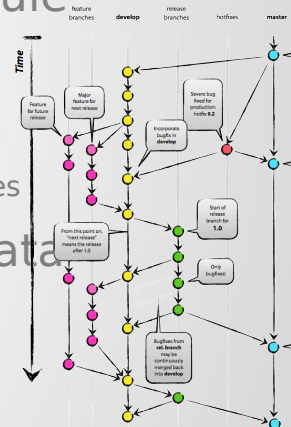 feature
branches
develop
release
branches
hotfixes
master
Time
Feature
for future
release
Major
feature for
next release
Severe bug
fixed for
production:
hotfix 0.2
Incorporate
bugfix in
develop
es
Start of
release
branch for
1.0
From this point on,
"next release"
means the release
after 1.0
ata
Only
bugfixes!
Bugfixes from
rel. branch
may be
continuously
merged back
into develop